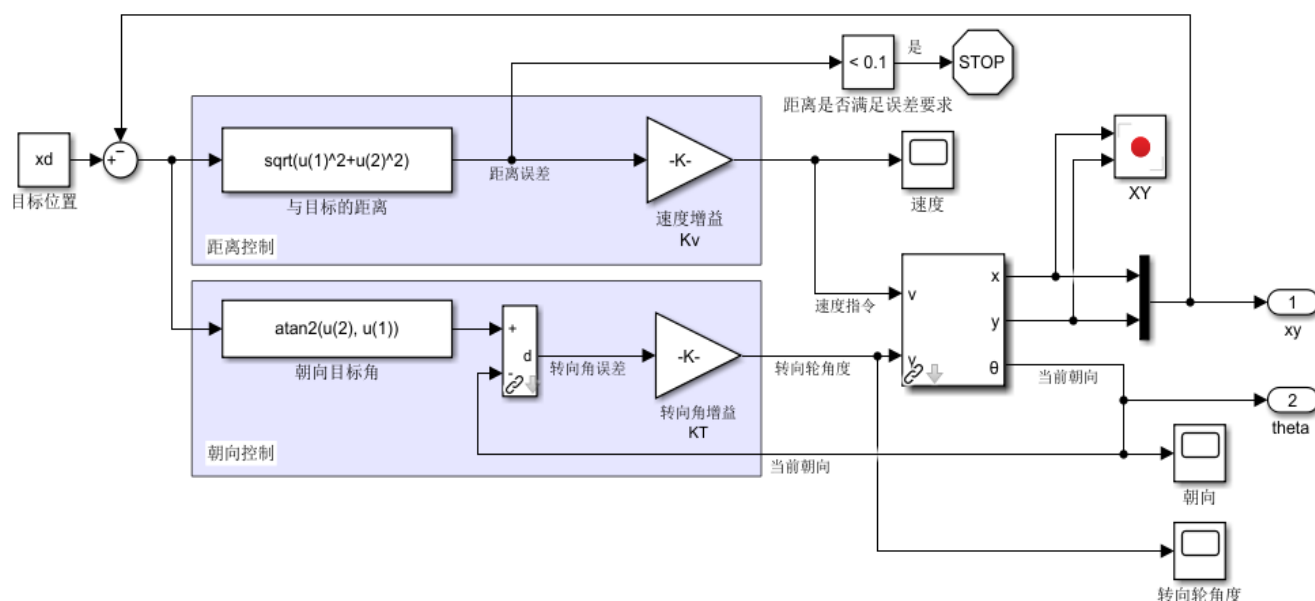 是
< 0.1
STOP
距离是否满足误差要求
xd
+
−
目标位置
sqrt(u(1)^2+u(2)^2)
与目标的距离
距离误差
-K-
速度增益
Kv
距离控制
速度
XY
atan2(u(2), u(1))
朝向目标角
+
-
d
转向角误差
-K-
转向角增益
KT
朝向控制
速度指令
转向轮角度
v
γ
x
y
θ
当前朝向
当前朝向
1
xy
2
theta
朝向
转向轮角度